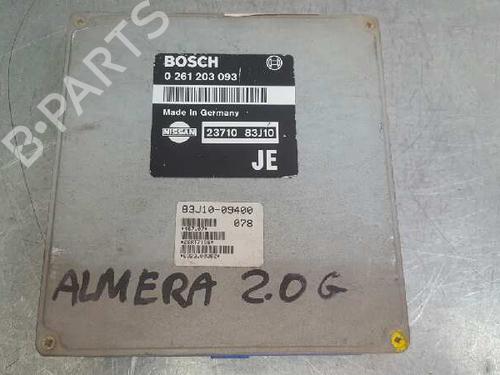 BOSCH
0 261 203 093
Made in Germany
NISSAN
23710 83J10
JE
83J10-09400
078
ALMERA 2.0 G
B-PARTS